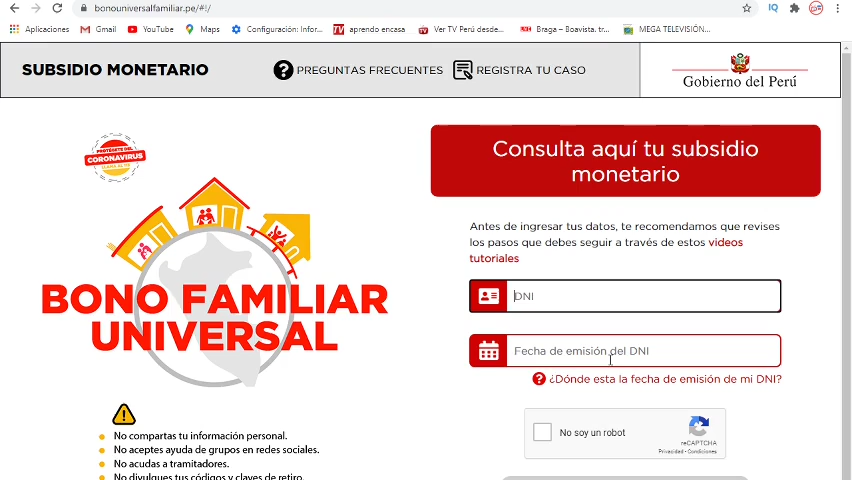 bonouniversalfamiliar.pe/#!/
Aplicaciones
Gmail
YouTube
Maps
Configuración: Infor...
aprendo encasa
Ver TV Perú desde...
Braga – Boavista, tr...
MEGA TELEVISIÓN...
SUBSIDIO MONETARIO
PREGUNTAS FRECUENTES
REGISTRA TU CASO
Gobierno del Perú
PROTÉGETE DEL
CORONAVIRUS
Consulta aquí tu subsidio
monetario
Antes de ingresar tus datos, te recomendamos que revises
los pasos que debes seguir a través de estos videos
tutoriales
DNI
Fecha de emisión del DNI
¿Dónde esta la fecha de emisión de mi DNI?
BONO FAMILIAR
UNIVERSAL
No compartas tu información personal.
No aceptes ayuda de grupos en redes sociales.
No acudas a tramitadores.
No divulgues tus códigos y claves de retiro.
No soy un robot
reCAPTCHA
Privacidad - Condiciones